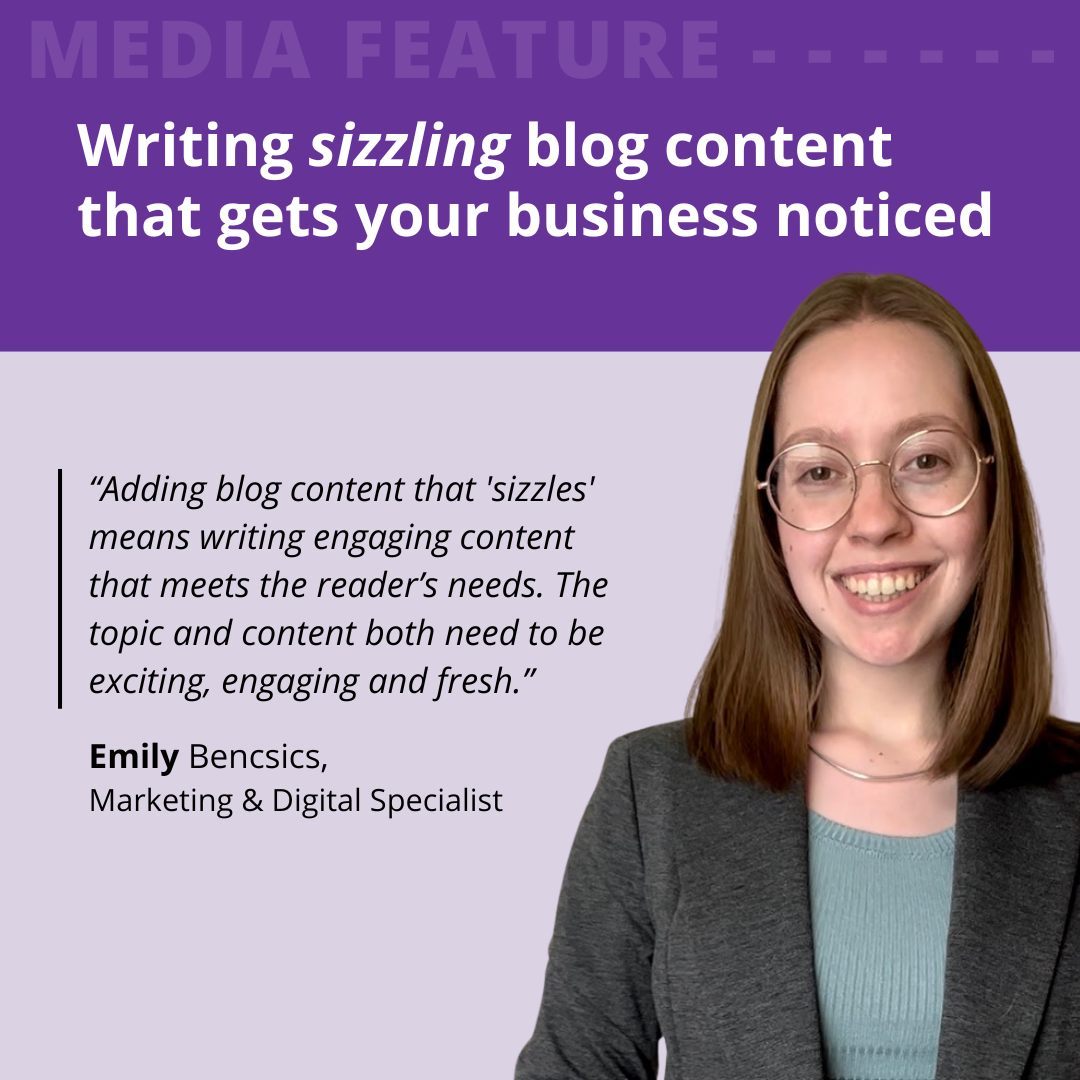 MEDIA FEATURE - - - - - -
Writing sizzling blog content
that gets your business noticed
“Adding blog content that 'sizzles'
means writing engaging content
that meets the reader’s needs. The
topic and content both need to be
exciting, engaging and fresh.”
Emily Bencsics,
Marketing & Digital Specialist